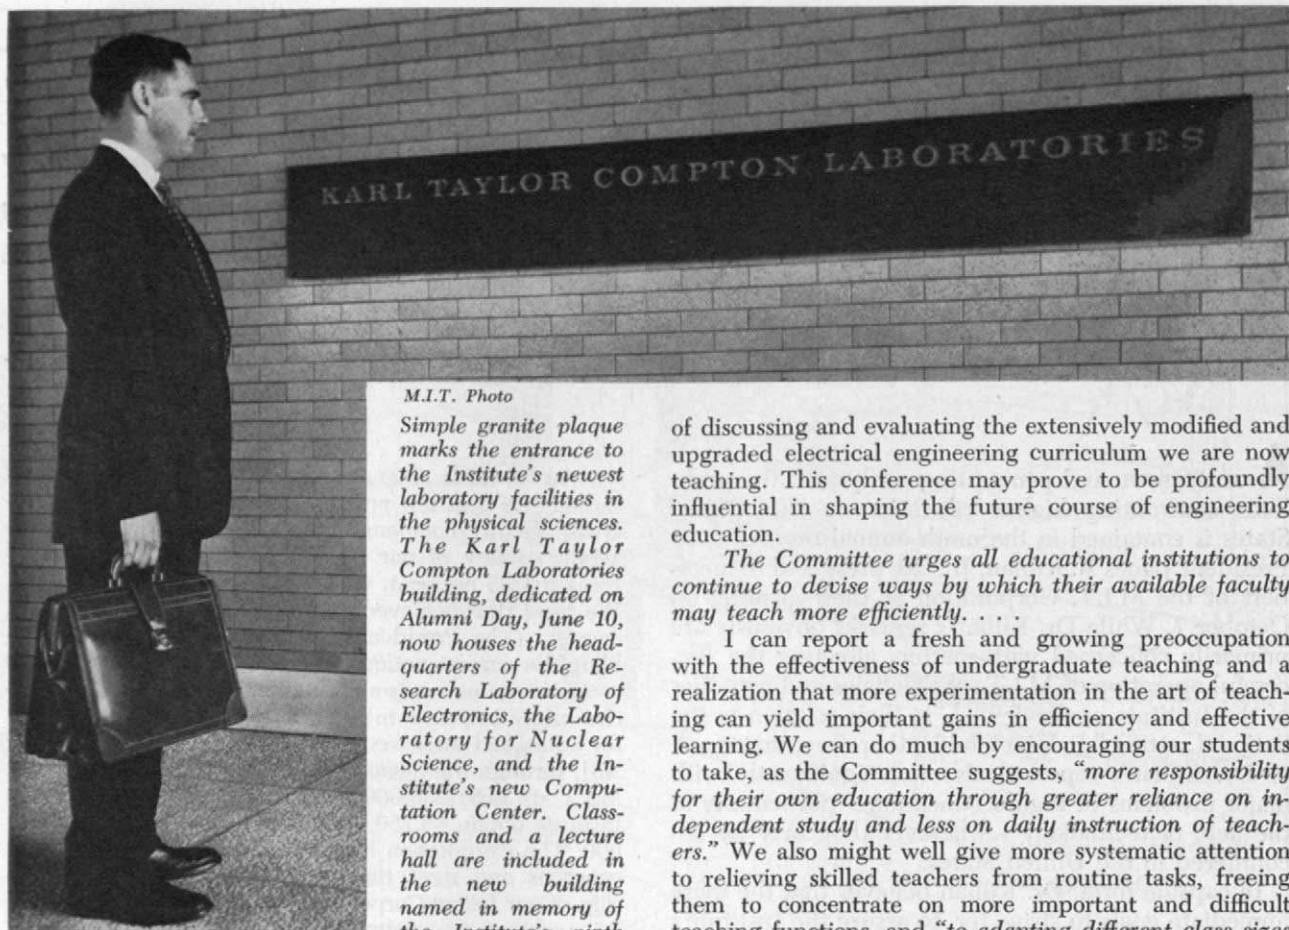 KARL TAYLOR COMPTON LABORATORIES
M.I.T. Photo
Simple granite plaque
marks the entrance to
the Institute's newest
laboratory facilities in
the physical sciences.
The Karl Taylor
Compton Laboratories
building, dedicated on
Alumni Day, June 10,
now houses the head-
quarters of the Re-
search Laboratory of
Electronics, the Labo-
ratory for Nuclear
Science, and the In-
stitute's new Compu-
tation Center. Class-
rooms and a lecture
hall are included in
the new building
named in memory of
the Institute's ninth
of discussing and evaluating the extensively modified and
upgraded electrical engineering curriculum we are now
teaching. This conference may prove to be profoundly
influential in shaping the future course of engineering
education.
The Committee urges all educational institutions to
continue to devise ways by which their available faculty
may teach more efficiently. . . .
I can report a fresh and growing preoccupation
with the effectiveness of undergraduate teaching and a
realization that more experimentation in the art of teach-
ing can yield important gains in efficiency and effective
learning. We can do much by encouraging our students
to take, as the Committee suggests, "more responsibility
for their own education through greater reliance on in-
dependent study and less on daily instruction of teach-
ers." We also might well give more systematic attention
to relieving skilled teachers from routine tasks, freeing
them to concentrate on more important and difficult
teaching functions, and "to adapting different class sizes